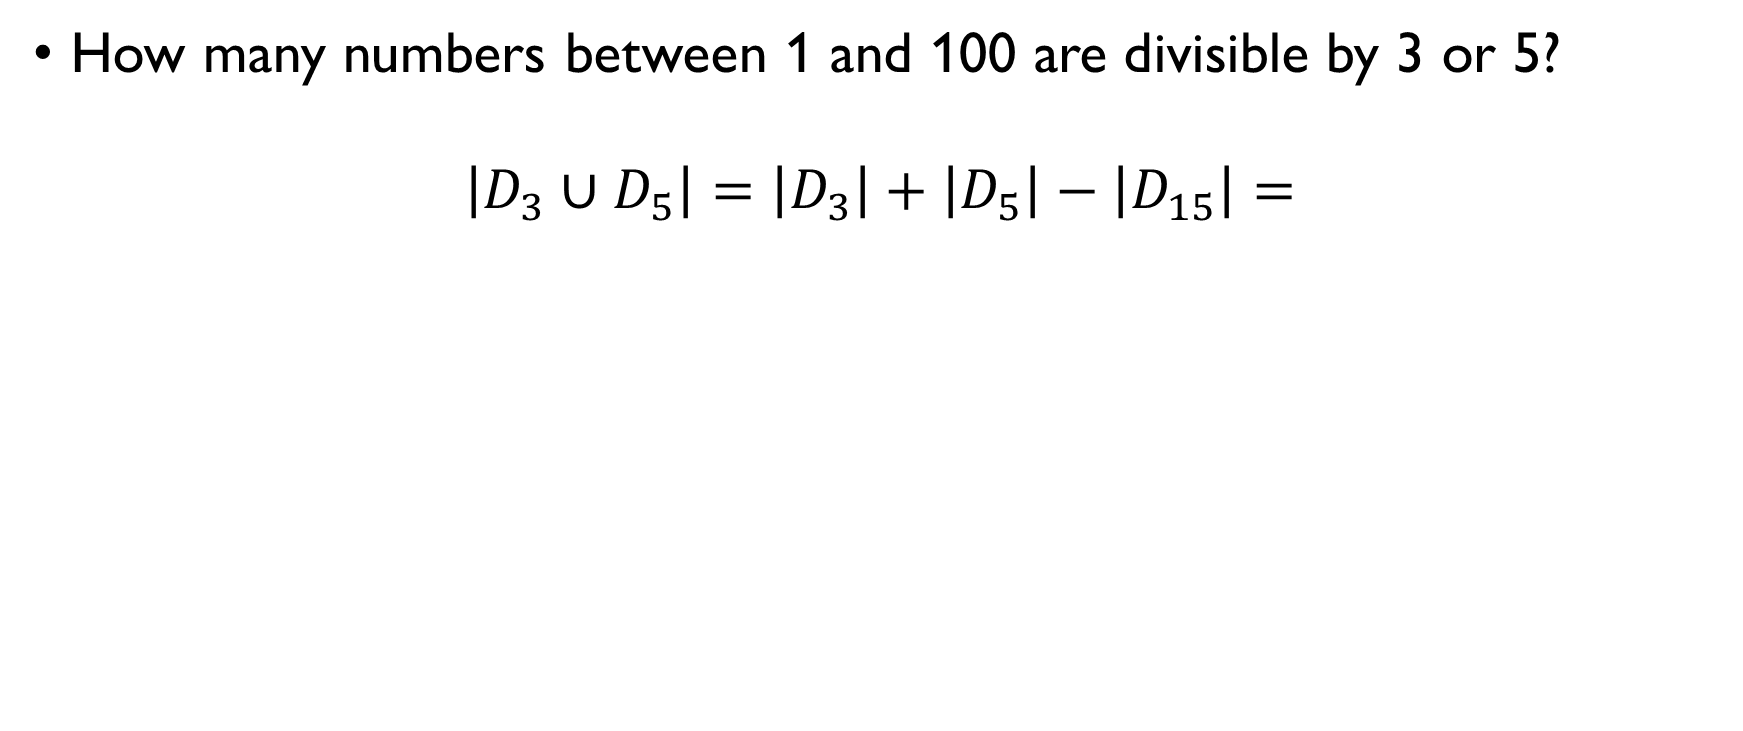 • How many numbers between 1 and 100 are divisible by 3 or 5?
|D₃ ∪ D₅| = |D₃| + |D₅| − |D₁₅| =